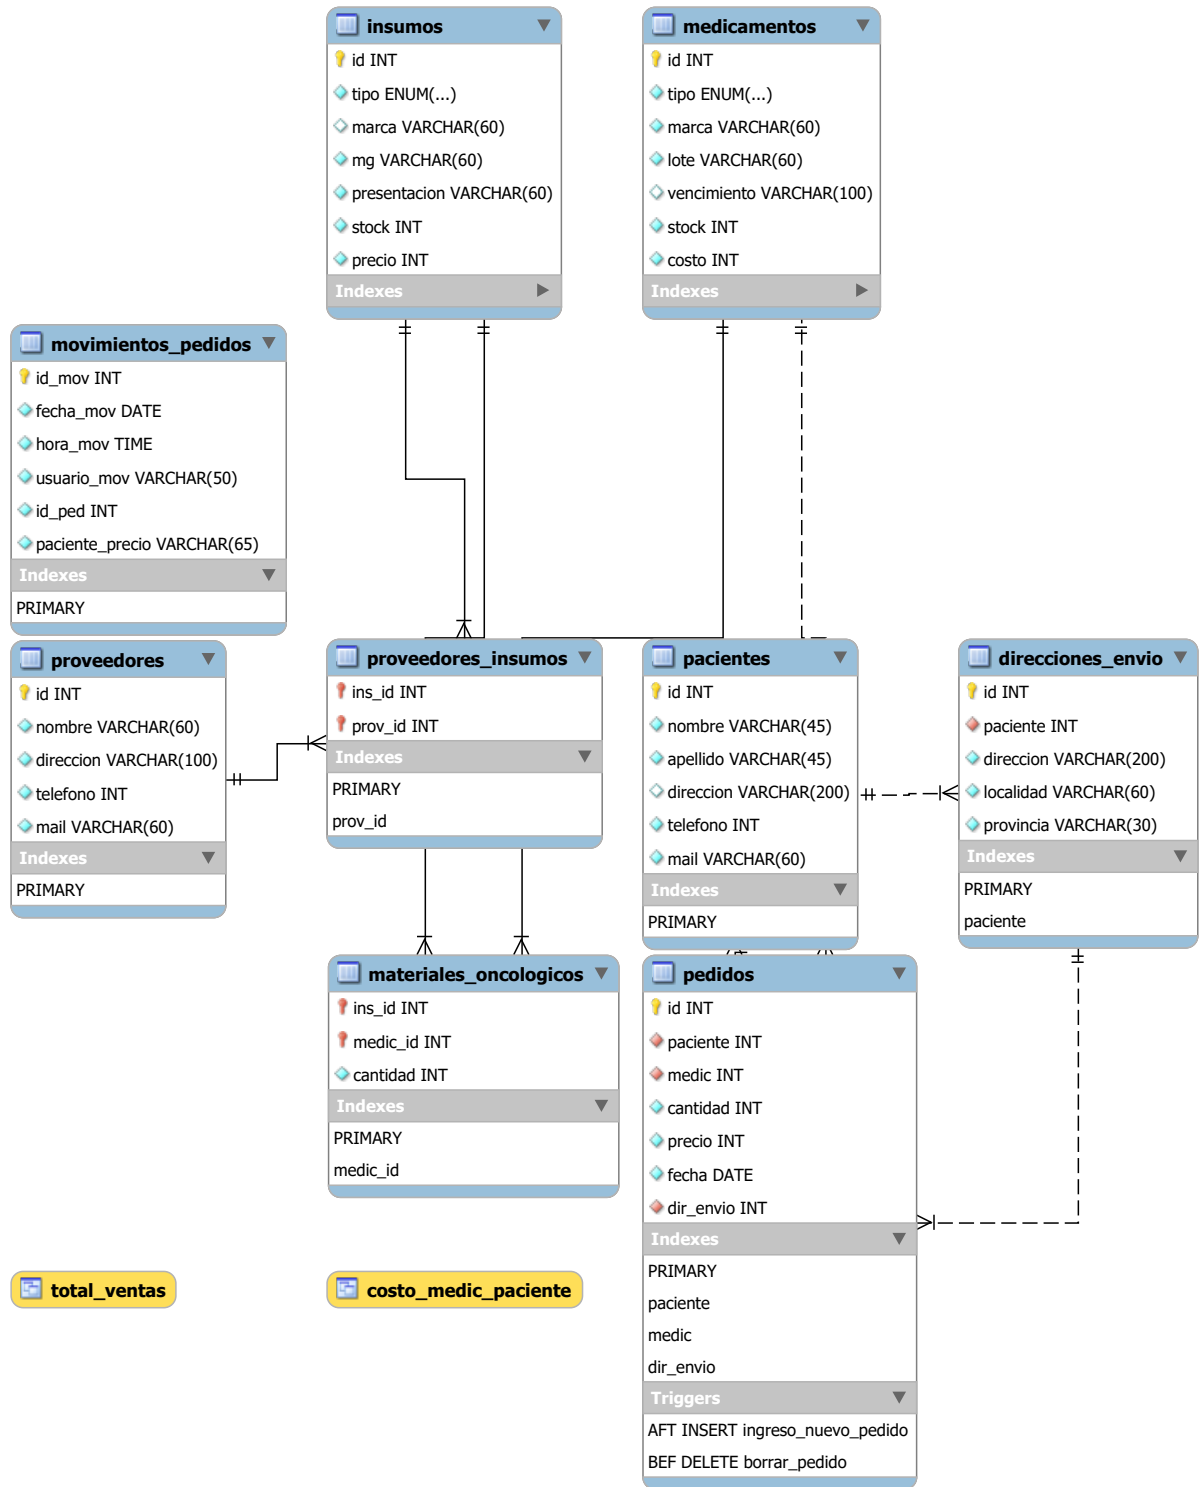 insumos
id INT
tipo ENUM(...)
marca VARCHAR(60)
mg VARCHAR(60)
presentacion VARCHAR(60)
stock INT
precio INT
Indexes
medicamentos
id INT
tipo ENUM(...)
marca VARCHAR(60)
lote VARCHAR(60)
vencimiento VARCHAR(100)
stock INT
costo INT
Indexes
movimientos_pedidos
id_mov INT
fecha_mov DATE
hora_mov TIME
usuario_mov VARCHAR(50)
id_ped INT
paciente_precio VARCHAR(65)
Indexes
PRIMARY
proveedores
id INT
nombre VARCHAR(60)
direccion VARCHAR(100)
telefono INT
mail VARCHAR(60)
Indexes
PRIMARY
proveedores_insumos
ins_id INT
prov_id INT
Indexes
PRIMARY
prov_id
pacientes
id INT
nombre VARCHAR(45)
apellido VARCHAR(45)
direccion VARCHAR(200)
telefono INT
mail VARCHAR(60)
Indexes
PRIMARY
direcciones_envio
id INT
paciente INT
direccion VARCHAR(200)
localidad VARCHAR(60)
provincia VARCHAR(30)
Indexes
PRIMARY
paciente
materiales_oncologicos
ins_id INT
medic_id INT
cantidad INT
Indexes
PRIMARY
medic_id
pedidos
id INT
paciente INT
medic INT
cantidad INT
precio INT
fecha DATE
dir_envio INT
Indexes
PRIMARY
paciente
medic
dir_envio
Triggers
AFT INSERT ingreso_nuevo_pedido
BEF DELETE borrar_pedido
total_ventas
costo_medic_paciente